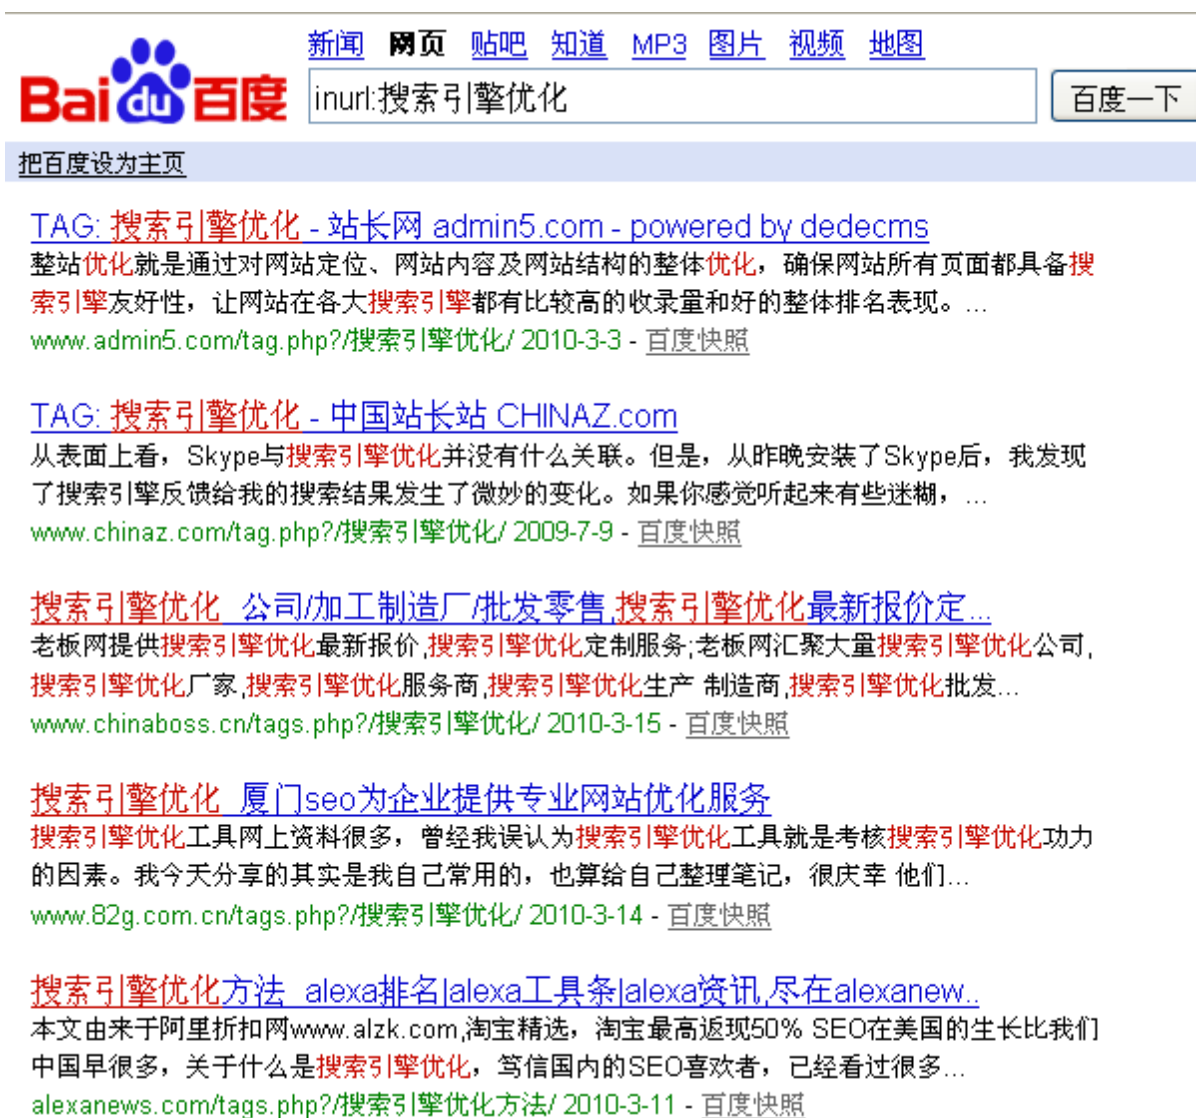 新闻 网页 贴吧 知道 MP3 图片 视频 地图
Bai du 百度 inurl:搜索引擎优化 百度一下
把百度设为主页
TAG: 搜索引擎优化 - 站长网 admin5.com - powered by dedecms
整站优化就是通过对网站定位、网站内容及网站结构的整体优化，确保网站所有页面都具备搜
索引擎友好性，让网站在各大搜索引擎都有比较高的收录量和好的整体排名表现。...
www.admin5.com/tag.php?/搜索引擎优化/ 2010-3-3 - 百度快照
TAG: 搜索引擎优化 - 中国站长站 CHINAZ.com
从表面上看，Skype与搜索引擎优化并没有什么关联。但是，从昨晚安装了Skype后，我发现
了搜索引擎反馈给我的搜索结果发生了微妙的变化。如果你感觉听起来有些迷糊，...
www.chinaz.com/tag.php?/搜索引擎优化/ 2009-7-9 - 百度快照
搜索引擎优化_公司/加工制造厂/批发零售,搜索引擎优化最新报价定...
老板网提供搜索引擎优化最新报价,搜索引擎优化定制服务;老板网汇聚大量搜索引擎优化公司,
搜索引擎优化厂家,搜索引擎优化服务商,搜索引擎优化生产 制造商,搜索引擎优化批发...
www.chinaboss.cn/tags.php?/搜索引擎优化/ 2010-3-15 - 百度快照
搜索引擎优化_厦门seo为企业提供专业网站优化服务
搜索引擎优化工具网上资料很多，曾经我误认为搜索引擎优化工具就是考核搜索引擎优化功力
的因素。我今天分享的其实是我自己常用的，也算给自己整理笔记，很庆幸 他们...
www.82g.com.cn/tags.php?/搜索引擎优化/ 2010-3-14 - 百度快照
搜索引擎优化方法_alexa排名|alexa工具条|alexa资讯,尽在alexanew..
本文由来于阿里折扣网www.alzk.com,淘宝精选，淘宝最高返现50% SEO在美国的生长比我们
中国早很多，关于什么是搜索引擎优化，笃信国内的SEO喜欢者，已经看过很多...
alexanews.com/tags.php?/搜索引擎优化方法/ 2010-3-11 - 百度快照